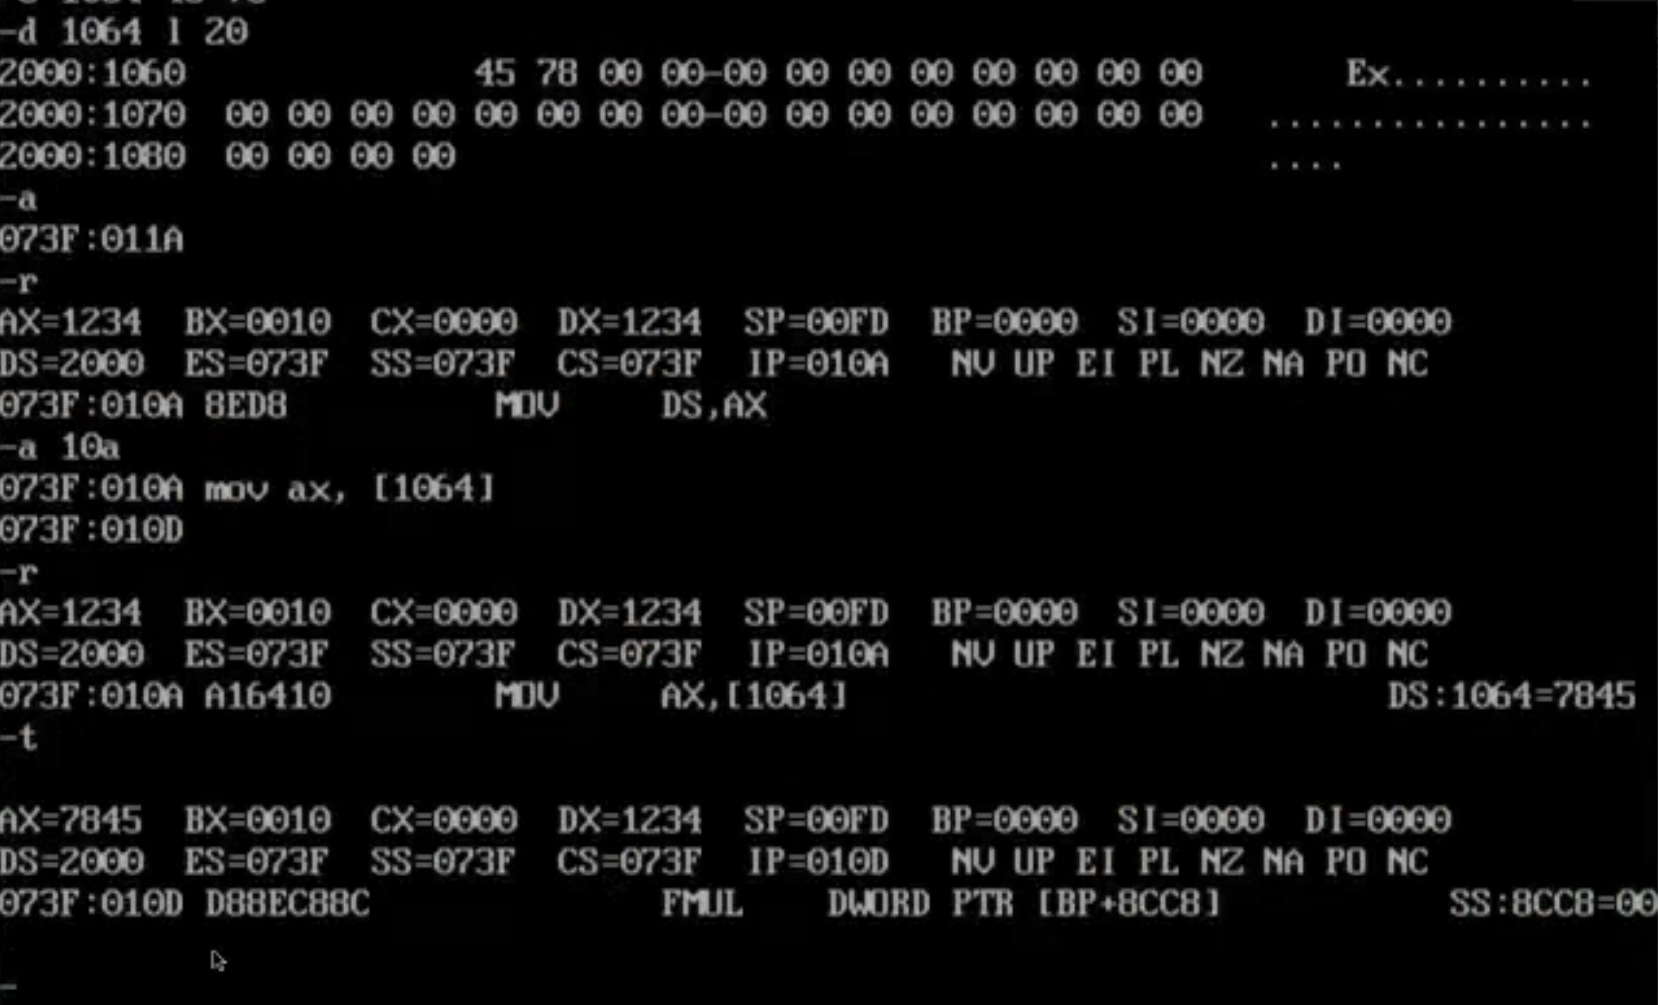 -d 1064 l 20
2000:1060 45 78 00 00-00 00 00 00 00 00 00 00 Ex..........
2000:1070 00 00 00 00 00 00 00 00-00 00 00 00 00 00 00 00 ................
2000:1080 00 00 00 00 ....
-a
073F:011A
-r
AX=1234 BX=0010 CX=0000 DX=1234 SP=00FD BP=0000 SI=0000 DI=0000
DS=2000 ES=073F SS=073F CS=073F IP=010A NV UP EI PL NZ NA PO NC
073F:010A 8ED8 MOV DS,AX
-a 10a
073F:010A mov ax, [1064]
073F:010D
-r
AX=1234 BX=0010 CX=0000 DX=1234 SP=00FD BP=0000 SI=0000 DI=0000
DS=2000 ES=073F SS=073F CS=073F IP=010A NV UP EI PL NZ NA PO NC
073F:010A A16410 MOV AX,[1064] DS:1064=7845
-t
AX=7845 BX=0010 CX=0000 DX=1234 SP=00FD BP=0000 SI=0000 DI=0000
DS=2000 ES=073F SS=073F CS=073F IP=010D NV UP EI PL NZ NA PO NC
073F:010D D88EC88C FMUL DWORD PTR [BP+8CC8] SS:8CC8=00
-